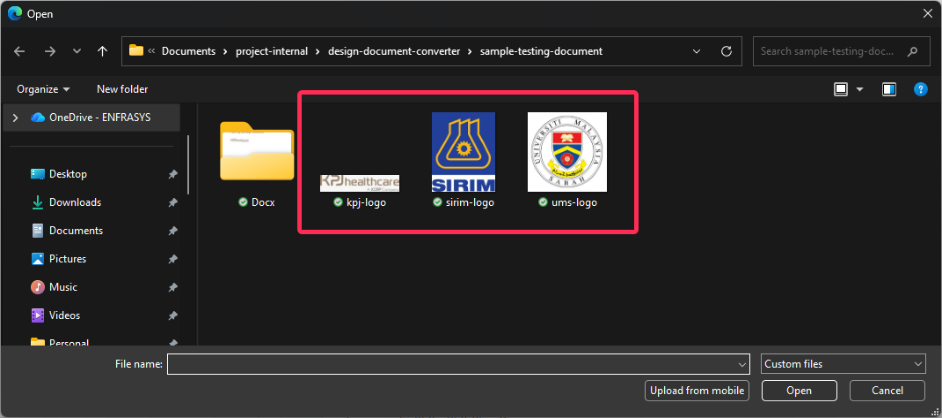 Open
Documents
project-internal
design-document-converter
sample-testing-document
Search sample-testing-doc...
Organize
New folder
OneDrive - ENFRASYS
Desktop
Downloads
Documents
Pictures
Music
Videos
Personal
Docx
KPJ healthcare
kpj-logo
SIRIM
sirim-logo
UNIVERSITI MALAYSIA
SABAH
ums-logo
File name:
Custom files
Upload from mobile
Open
Cancel